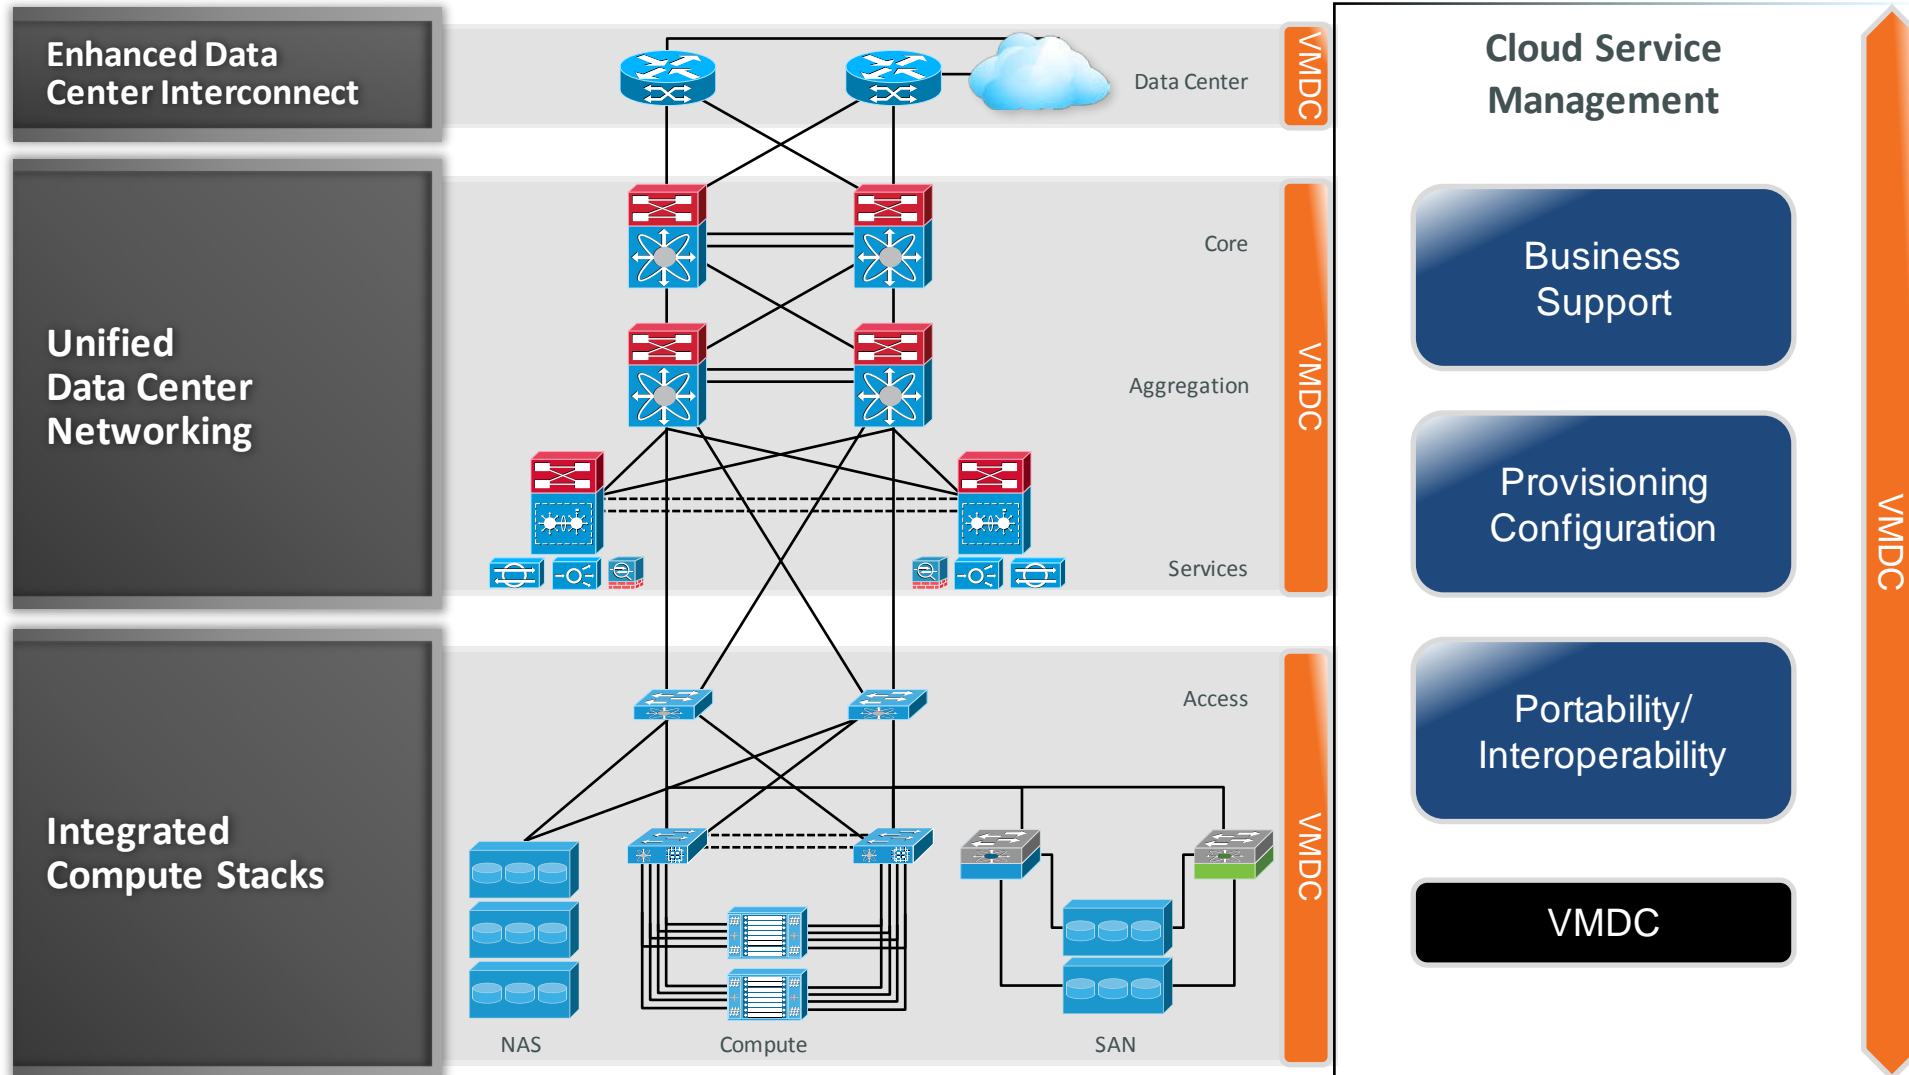 Enhanced Data
Center Interconnect
Data Center
VMDC
Unified
Data Center
Networking
Core
Aggregation
Services
VMDC
Integrated
Compute Stacks
Access
NAS
Compute
SAN
VMDC
Cloud Service
Management
Business
Support
Provisioning
Configuration
Portability/
Interoperability
VMDC
VMDC